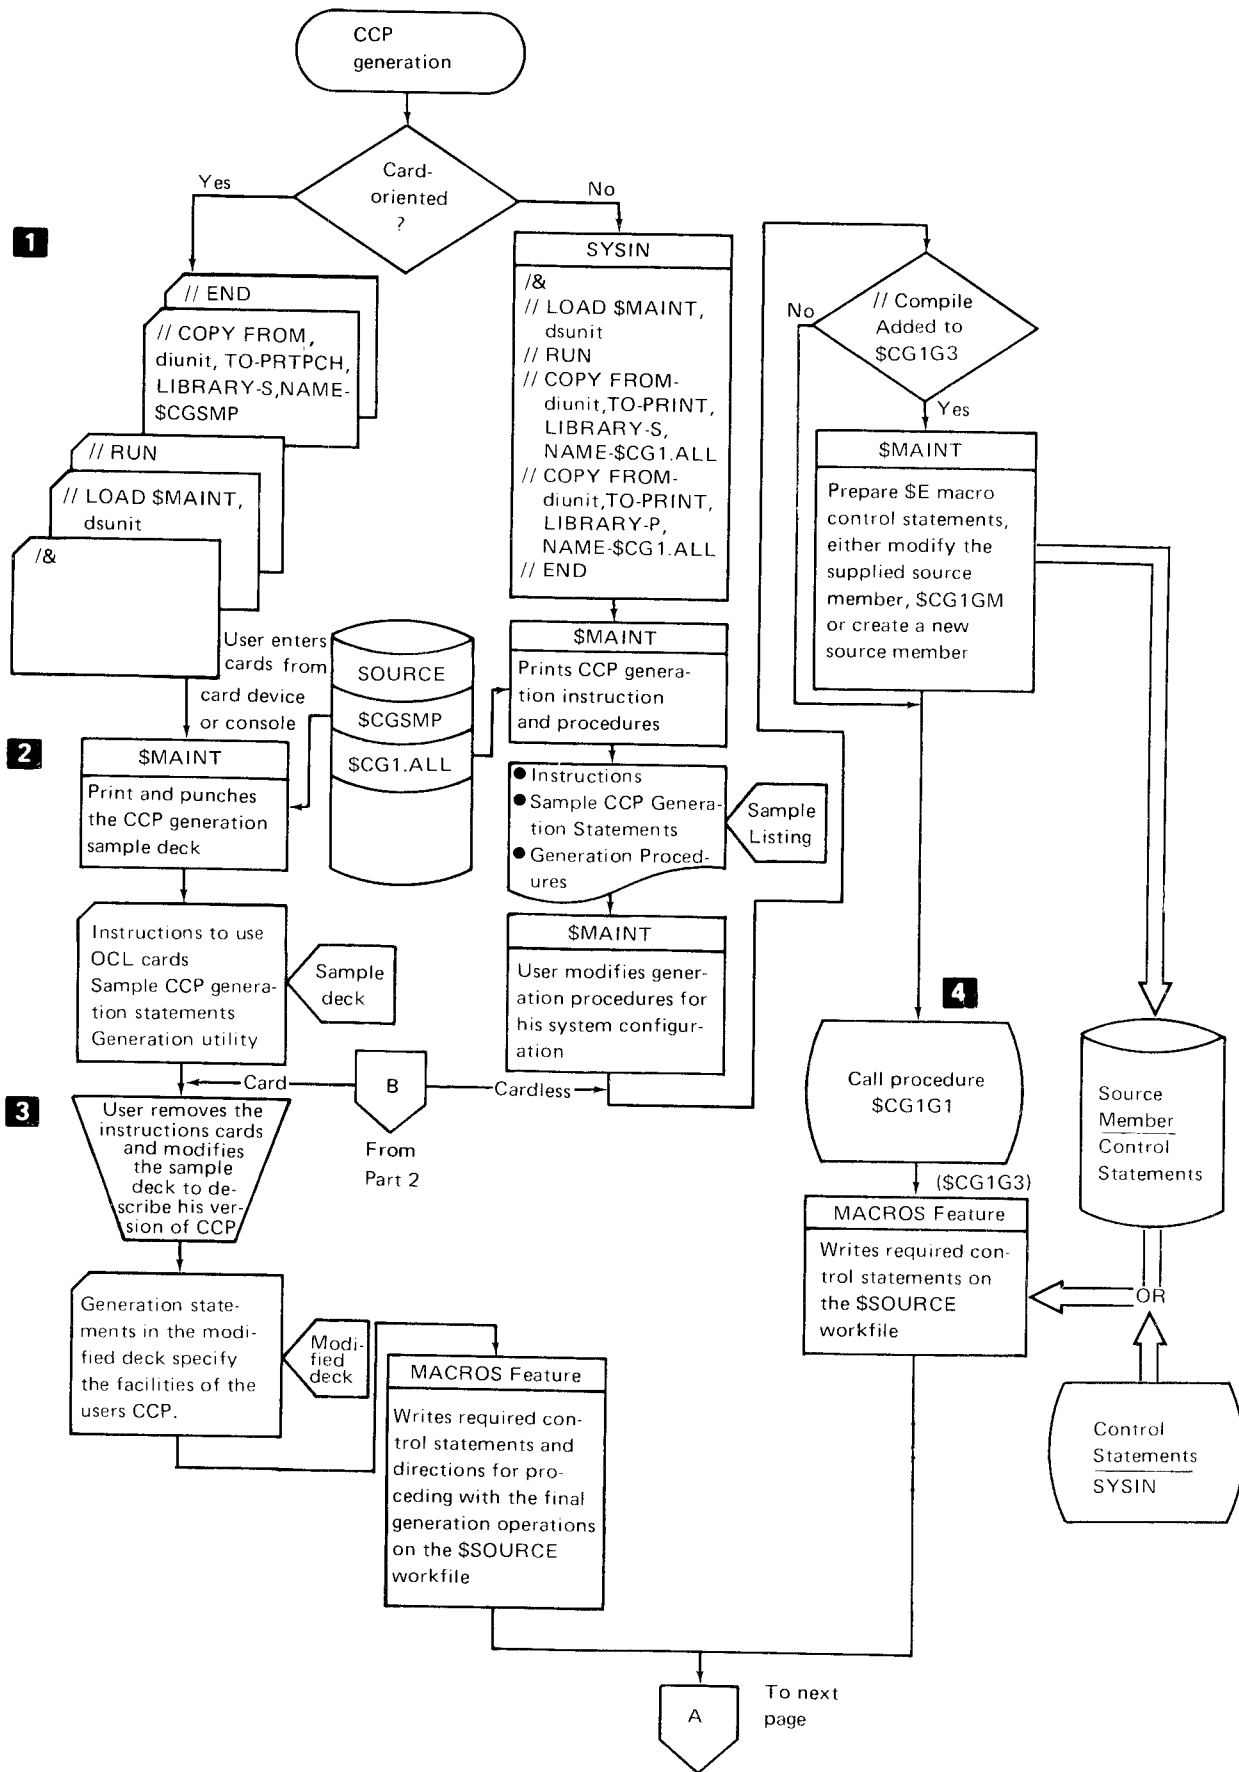 CCP
generation
Card-
oriented
?
Yes
No
1
// END
// COPY FROM,
diunit, TO-PRTPCH,
LIBRARY-S,NAME-
$CGSMP
// RUN
// LOAD $MAINT,
dsunit
/&
SYSIN
/&
// LOAD $MAINT,
dsunit
// RUN
// COPY FROM-
diunit,TO-PRINT,
LIBRARY-S,
NAME-$CG1.ALL
// COPY FROM-
diunit,TO-PRINT,
LIBRARY-P,
NAME-$CG1.ALL
// END
User enters
cards from
card device
or console
SOURCE
$CGSMP
$CG1.ALL
2
$MAINT
Print and punches
the CCP generation
sample deck
$MAINT
Prints CCP genera-
tion instruction
and procedures
● Instructions
● Sample CCP Genera-
tion Statements
● Generation Proced-
ures
Sample
Listing
Instructions to use
OCL cards
Sample CCP genera-
tion statements
Generation utility
Sample
deck
$MAINT
User modifies gener-
ation procedures for
his system configur-
ation
Card
B
Cardless
From
Part 2
3
User removes the
instructions cards
and modifies
the sample
deck to de-
scribe his ver-
sion of CCP
Generation state-
ments in the modi-
fied deck specify
the facilities of the
users CCP.
Modi-
fied
deck
MACROS Feature
Writes required con-
trol statements and
directions for pro-
ceding with the final
generation operations
on the $SOURCE
workfile
// Compile
Added to
$CG1G3
No
Yes
$MAINT
Prepare $E macro
control statements,
either modify the
supplied source
member, $CG1GM
or create a new
source member
4
Call procedure
$CG1G1
($CG1G3)
MACROS Feature
Writes required con-
trol statements on
the $SOURCE
workfile
Source
Member
Control
Statements
OR
Control
Statements
SYSIN
A
To next
page